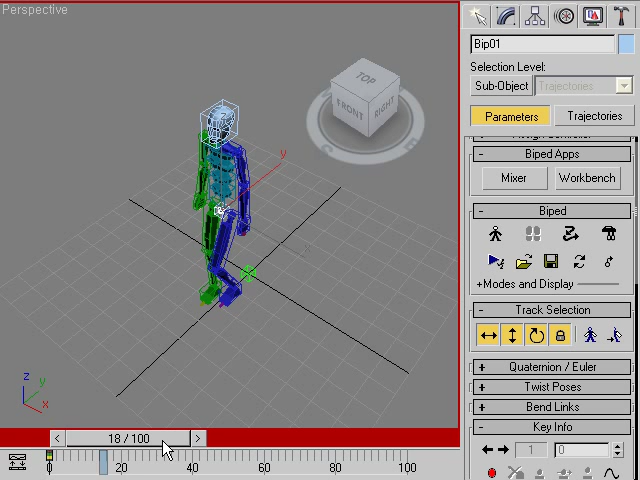 Perspective
TOP
FRONT
RIGHT
y
z
y
x
< 18 / 100 >
0 20 40 60 80 100
Bip01
Selection Level:
Sub-Object Trajectories
Parameters Trajectories
- Biped Apps
Mixer Workbench
- Biped
+Modes and Display
- Track Selection
+ Quaternion / Euler
+ Twist Poses
+ Bend Links
- Key Info
1 0